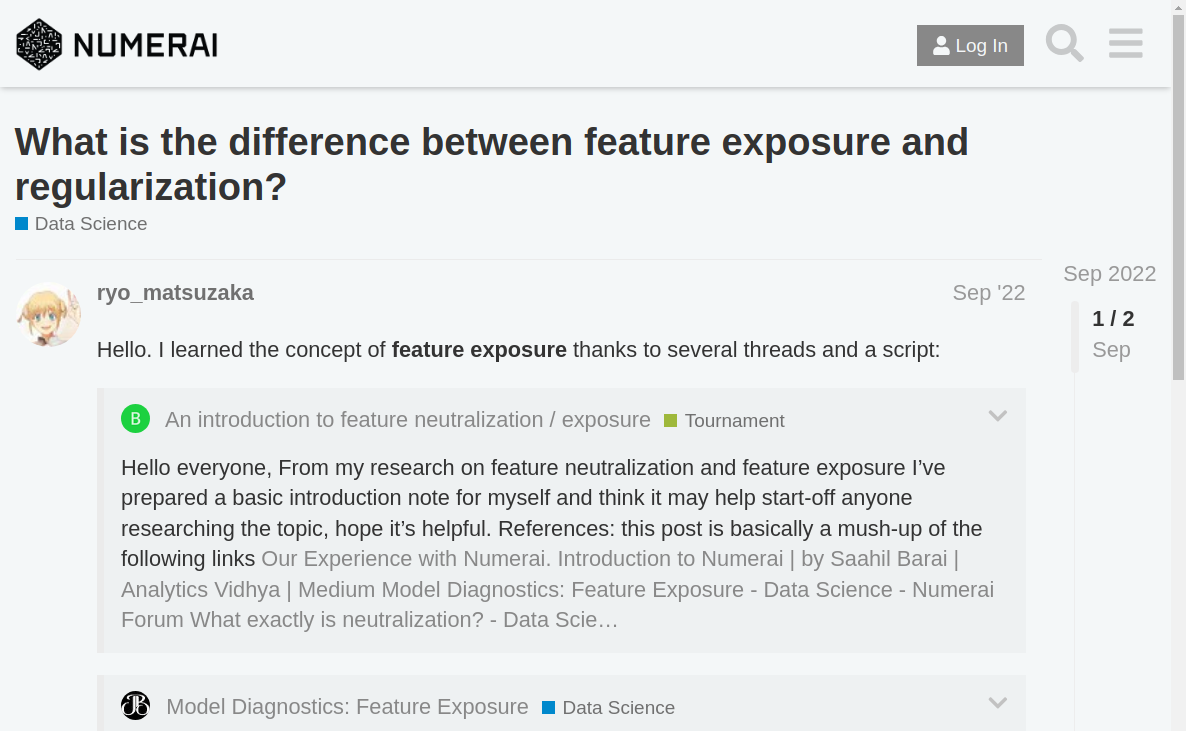 NUMERAI
Log In
What is the difference between feature exposure and
regularization?
Data Science
Sep 2022
ryo_matsuzaka
Sep '22
1 / 2
Sep
Hello. I learned the concept of feature exposure thanks to several threads and a script:
B
An introduction to feature neutralization / exposure
Tournament
Hello everyone, From my research on feature neutralization and feature exposure I’ve
prepared a basic introduction note for myself and think it may help start-off anyone
researching the topic, hope it’s helpful. References: this post is basically a mush-up of the
following links Our Experience with Numerai. Introduction to Numerai | by Saahil Barai |
Analytics Vidhya | Medium Model Diagnostics: Feature Exposure - Data Science - Numerai
Forum What exactly is neutralization? - Data Scie…
Model Diagnostics: Feature Exposure
Data Science